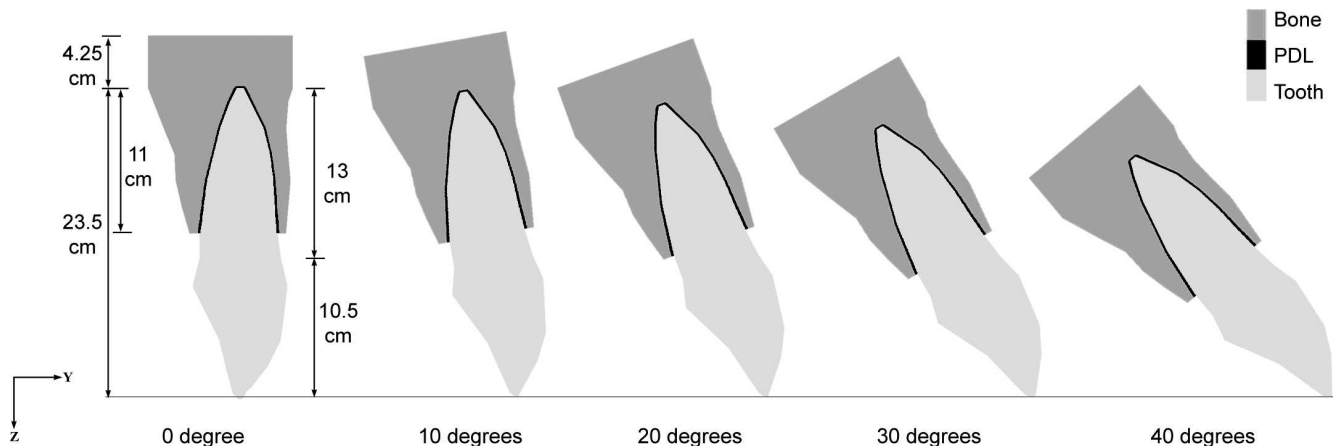 Bone
PDL
Tooth
4.25
cm
11
cm
13
cm
23.5
cm
10.5
cm
Y
Z
0 degree
10 degrees
20 degrees
30 degrees
40 degrees